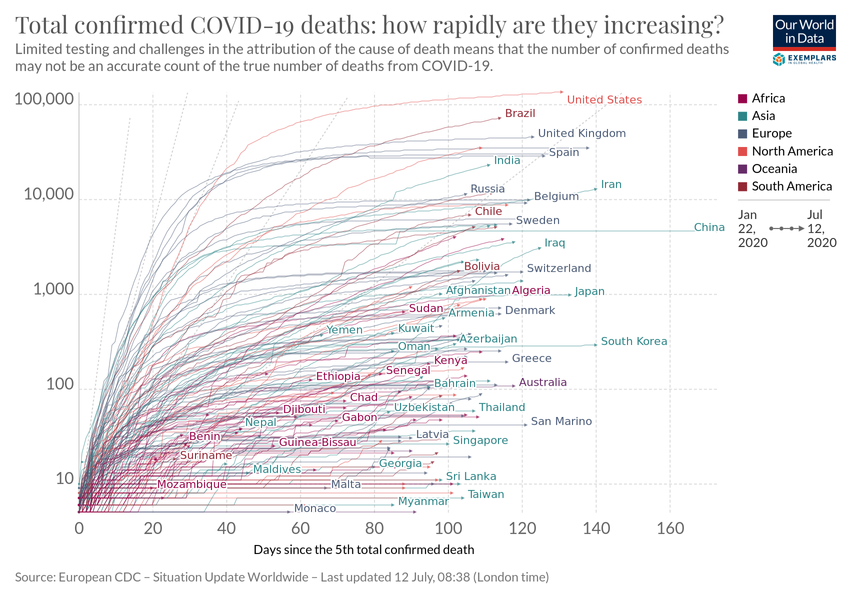 Total confirmed COVID-19 deaths: how rapidly are they increasing?
Limited testing and challenges in the attribution of the cause of death means that the number of confirmed deaths
may not be an accurate count of the true number of deaths from COVID-19.
Our World
in Data
EXEMPLARS
IN GLOBAL HEALTH
100,000
10,000
1,000
100
10
United States
Brazil
United Kingdom
Spain
India
Russia
Iran
Belgium
Chile
Sweden
China
Iraq
Bolivia
Switzerland
Afghanistan
Algeria
Japan
Sudan
Armenia
Denmark
Yemen
Kuwait
Azerbaijan
South Korea
Oman
Greece
Kenya
Senegal
Ethiopia
Bahrain
Australia
Chad
Djibouti
Uzbekistan
Thailand
Gabon
Nepal
San Marino
Benin
Latvia
Guinea-Bissau
Singapore
Suriname
Georgia
Maldives
Sri Lanka
Mozambique
Malta
Taiwan
Myanmar
Monaco
0
20
40
60
80
100
120
140
160
Days since the 5th total confirmed death
Africa
Asia
Europe
North America
Oceania
South America
Jan
22,
2020
Jul
12,
2020
Source: European CDC – Situation Update Worldwide – Last updated 12 July, 08:38 (London time)